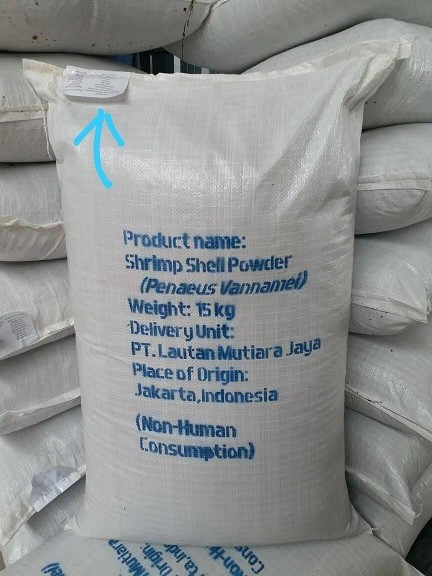 Product name:
Shrimp Shell Powder
(Penaeus Vannamei)
Weight: 15 kg
Delivery Unit:
PT. Lautan Mutiara Jaya
Place of Origin:
Jakarta,Indonesia
(Non-Human
Consumption)